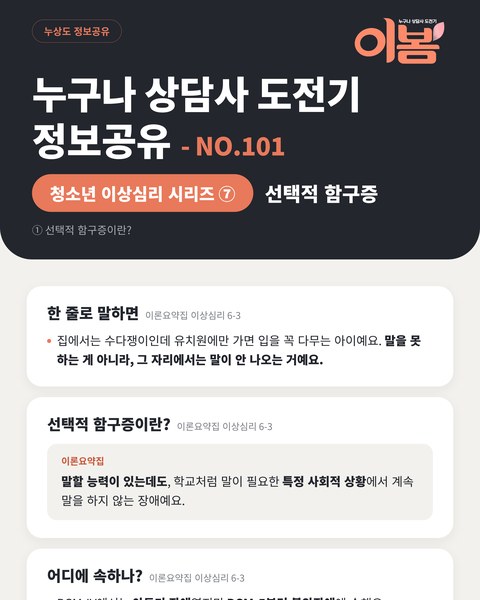 누상도 정보공유
누구나 상담사 도전기
이봄
누구나 상담사 도전기
정보공유 - NO.101
청소년 이상심리 시리즈 ⑦ 선택적 함구증
① 선택적 함구증이란?
한 줄로 말하면 이론요약집 이상심리 6-3
• 집에서는 수다쟁이인데 유치원에만 가면 입을 꼭 다무는 아이예요. 말을 못
하는 게 아니라, 그 자리에서는 말이 안 나오는 거예요.
선택적 함구증이란? 이론요약집 이상심리 6-3
이론요약집
말할 능력이 있는데도, 학교처럼 말이 필요한 특정 사회적 상황에서 계속
말을 하지 않는 장애예요.
어디에 속하나? 이론요약집 이상심리 6-3